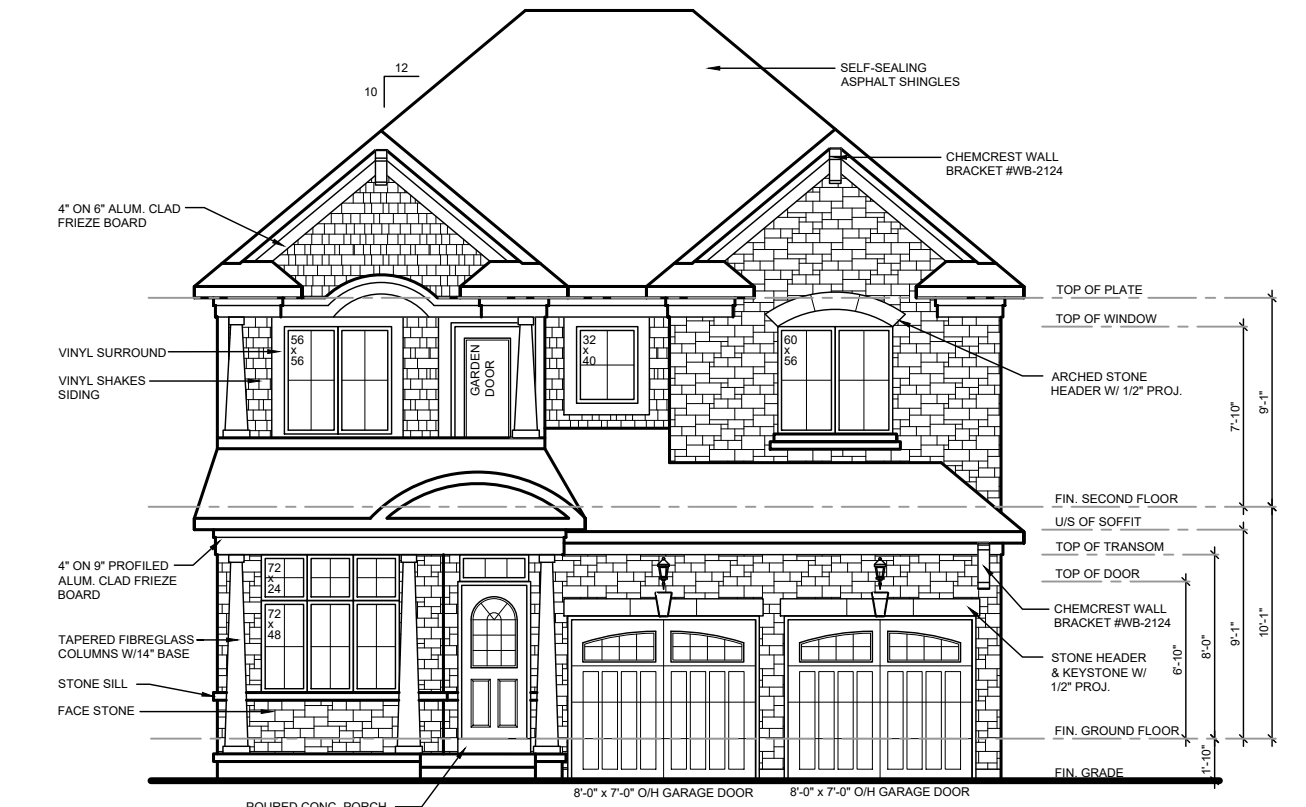 12
10
SELF-SEALING
ASPHALT SHINGLES
CHEMCREST WALL
BRACKET #WB-2124
4" ON 6" ALUM. CLAD
FRIEZE BOARD
TOP OF PLATE
TOP OF WINDOW
VINYL SURROUND
56
x
56
GARDEN
DOOR
32
x
40
60
x
56
VINYL SHAKES
SIDING
ARCHED STONE
HEADER W/ 1/2" PROJ.
7'-10"
9'-1"
FIN. SECOND FLOOR
U/S OF SOFFIT
TOP OF TRANSOM
TOP OF DOOR
4" ON 9" PROFILED
ALUM. CLAD FRIEZE
BOARD
72
x
24
72
x
48
CHEMCREST WALL
BRACKET #WB-2124
TAPERED FIBREGLASS
COLUMNS W/14" BASE
STONE HEADER
& KEYSTONE W/
1/2" PROJ.
6'-10"
8'-0"
9'-1"
10'-1"
STONE SILL
FACE STONE
FIN. GROUND FLOOR
1'-10"
FIN. GRADE
8'-0" x 7'-0" O/H GARAGE DOOR
8'-0" x 7'-0" O/H GARAGE DOOR
POURED CONC. PORCH